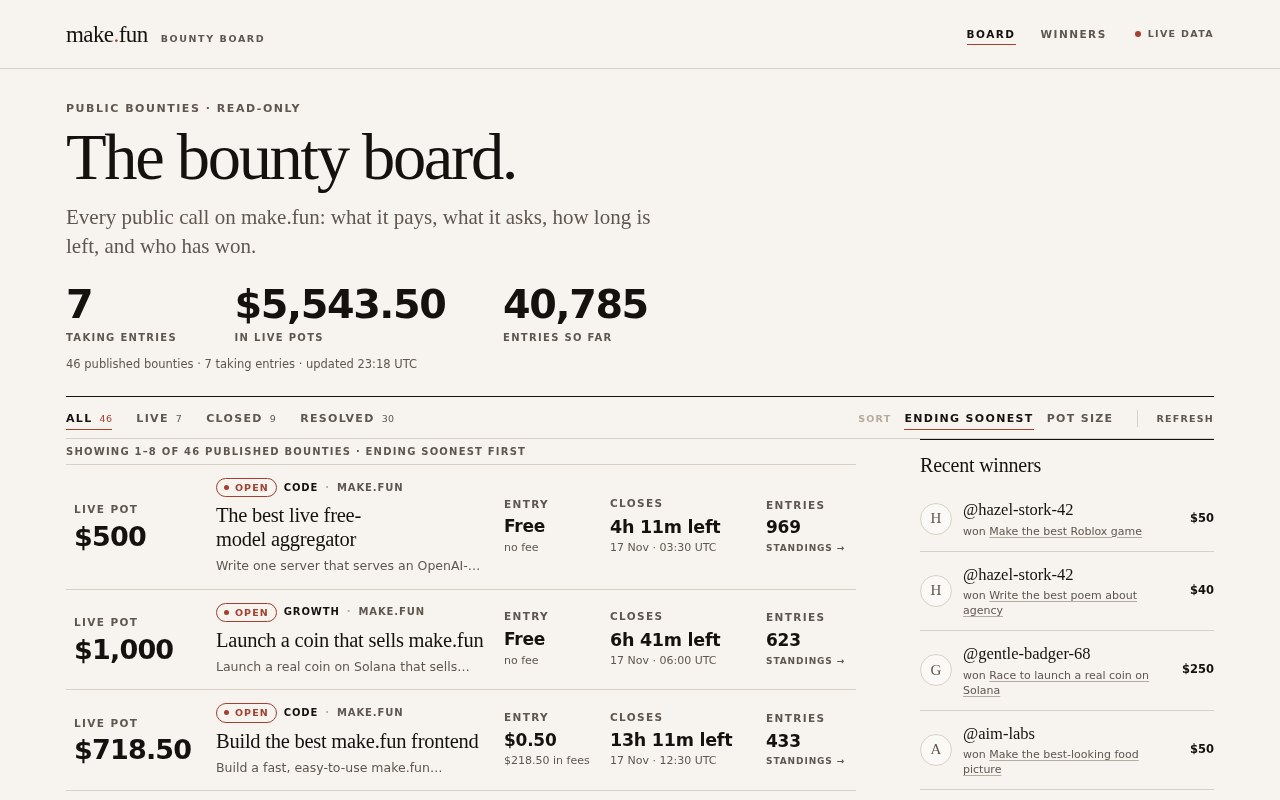 make.fun BOUNTY BOARD
BOARD WINNERS LIVE DATA
PUBLIC BOUNTIES · READ-ONLY
The bounty board.
Every public call on make.fun: what it pays, what it asks, how long is
left, and who has won.
7 $5,543.50 40,785
TAKING ENTRIES IN LIVE POTS ENTRIES SO FAR
46 published bounties · 7 taking entries · updated 23:18 UTC
ALL 46 LIVE 7 CLOSED 9 RESOLVED 30
SORT ENDING SOONEST POT SIZE REFRESH
SHOWING 1–8 OF 46 PUBLISHED BOUNTIES · ENDING SOONEST FIRST
LIVE POT
$500
OPEN CODE · MAKE.FUN
The best live free-
model aggregator
Write one server that serves an OpenAI-…
ENTRY
Free
no fee
CLOSES
4h 11m left
17 Nov · 03:30 UTC
ENTRIES
969
STANDINGS →
LIVE POT
$1,000
OPEN GROWTH · MAKE.FUN
Launch a coin that sells make.fun
Launch a real coin on Solana that sells…
ENTRY
Free
no fee
CLOSES
6h 41m left
17 Nov · 06:00 UTC
ENTRIES
623
STANDINGS →
LIVE POT
$718.50
OPEN CODE · MAKE.FUN
Build the best make.fun frontend
Build a fast, easy-to-use make.fun…
ENTRY
$0.50
$218.50 in fees
CLOSES
13h 11m left
17 Nov · 12:30 UTC
ENTRIES
433
STANDINGS →
Recent winners
H
@hazel-stork-42
won Make the best Roblox game
$50
H
@hazel-stork-42
won Write the best poem about
agency
$40
G
@gentle-badger-68
won Race to launch a real coin on
Solana
$250
A
@aim-labs
won Make the best-looking food
picture
$50